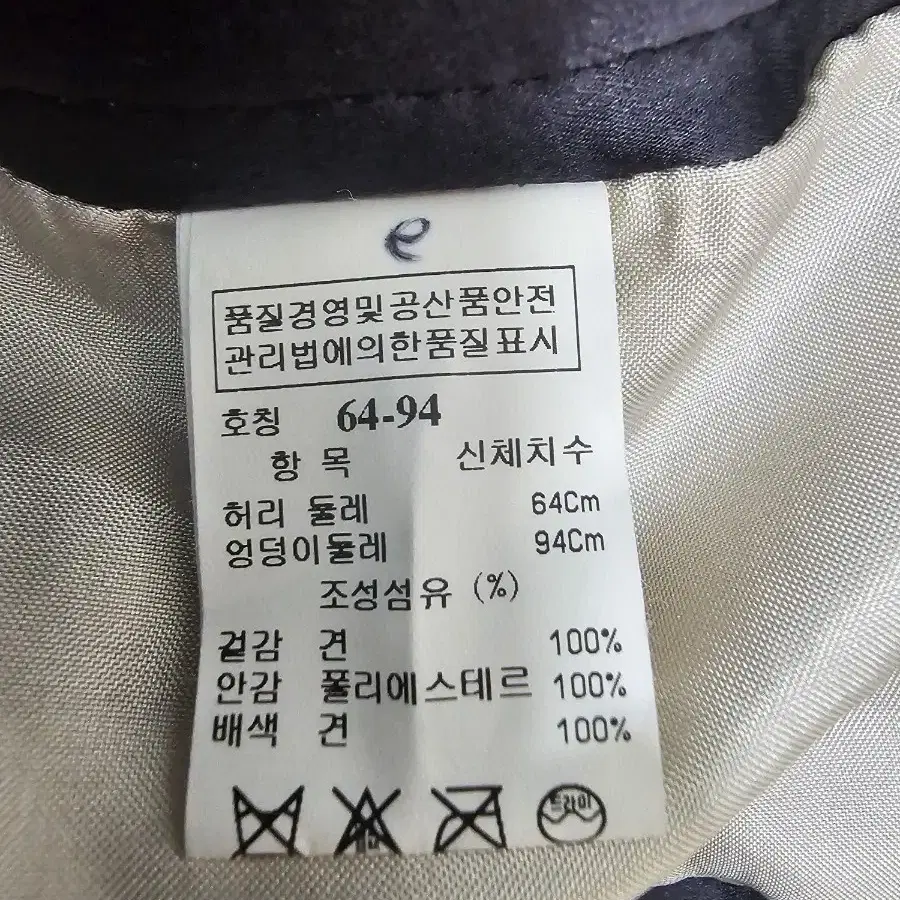 e
품질경영및공산품안전
관리법에의한품질표시
호칭 64-94
항 목 신체치수
허리 둘레 64Cm
엉덩이둘레 94Cm
조성섬유 (%)
겉감 견 100%
안감 폴리에스테르 100%
배색 견 100%
드라이